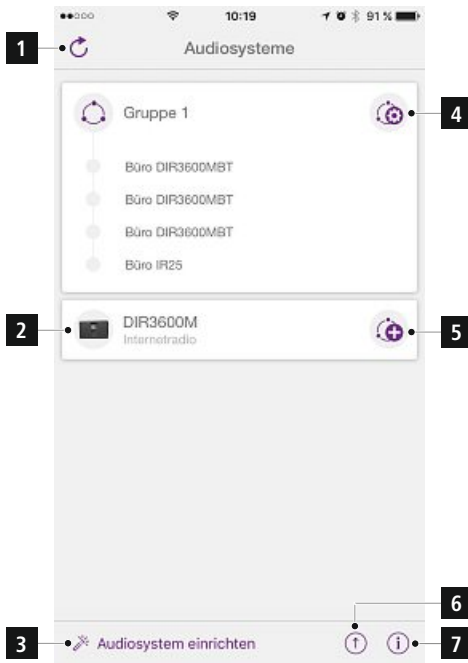 10:19
91 %
1
Audiosysteme
Gruppe 1
4
Büro DIR3600MBT
Büro DIR3600MBT
Büro DIR3600MBT
Büro IR25
2
DIR3600M
Internetradio
5
6
3
Audiosystem einrichten
7